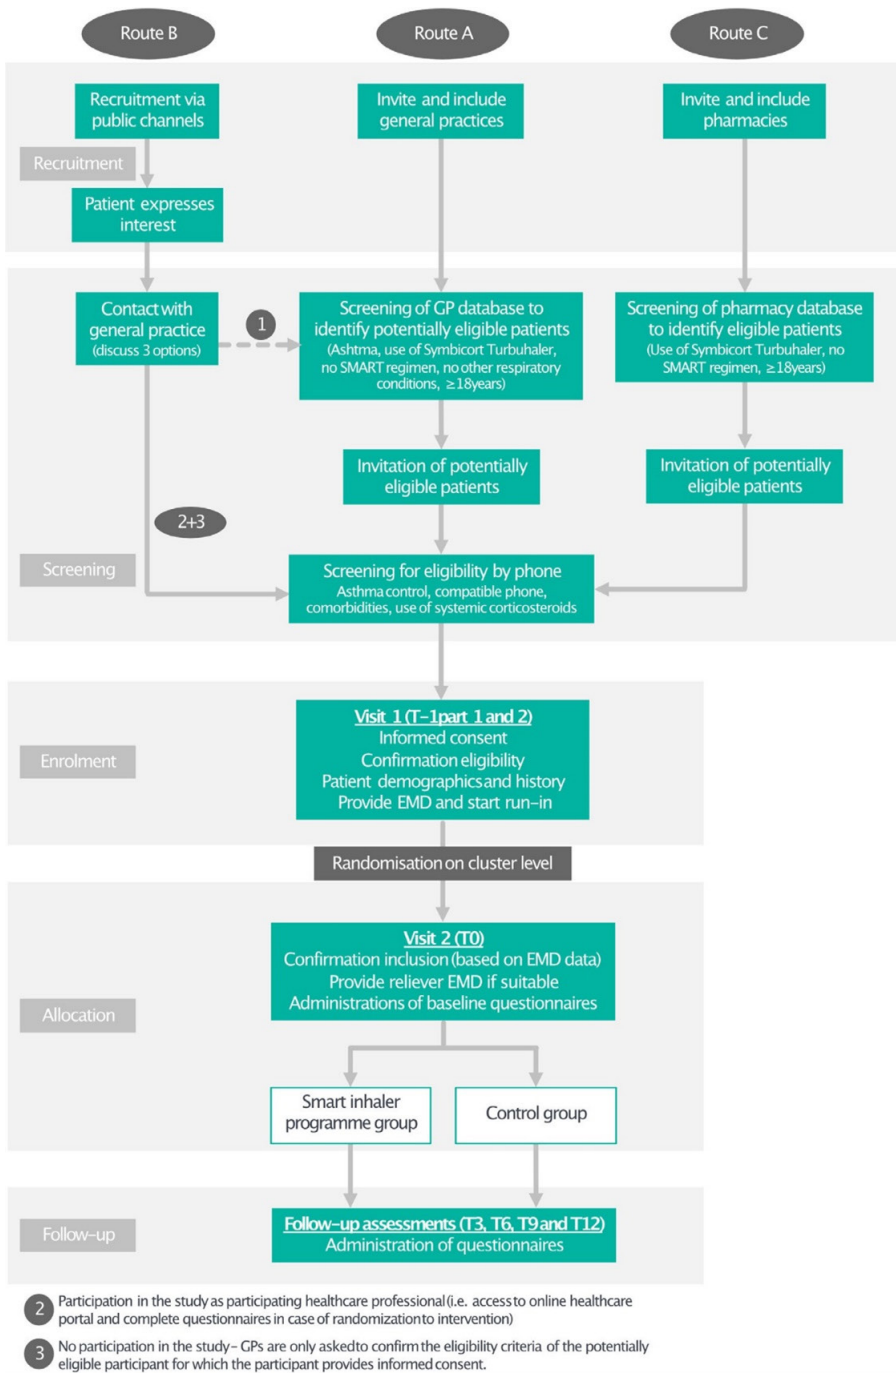 Route B
Route A
Route C
Recruitment via
public channels
Invite and include
general practices
Invite and include
pharmacies
Recruitment
Patient expresses
interest
Contact with
general practice
(discuss 3 options)
1
Screening of GP database to
identify potentially eligible patients
(Ashtma, use of Symbicort Turbuhaler,
no SMART regimen, no other respiratory
conditions, ≥18years)
Screening of pharmacy database
to identify eligible patients
(Use of Symbicort Turbuhaler, no
SMART regimen, ≥18years)
Invitation of potentially
eligible patients
Invitation of potentially
eligible patients
2+3
Screening
Screening for eligibility by phone
Asthma control, compatible phone,
comorbidities, use of systemic corticosteroids
Enrolment
Visit 1 (T-1part 1 and 2)
Informed consent
Confirmation eligibility
Patient demographics and history
Provide EMD and start run-in
Randomisation on cluster level
Allocation
Visit 2 (T0)
Confirmation inclusion (based on EMD data)
Provide reliever EMD if suitable
Administrations of baseline questionnaires
Smart inhaler
programme group
Control group
Follow-up
Follow-up assessments (T3, T6, T9 and T12)
Administration of questionnaires
2 Participation in the study as participating healthcare professional (i.e. access to online healthcare
portal and complete questionnaires in case of randomization to intervention)
3 No participation in the study - GPs are only asked to confirm the eligibility criteria of the potentially
eligible participant for which the participant provides informed consent.